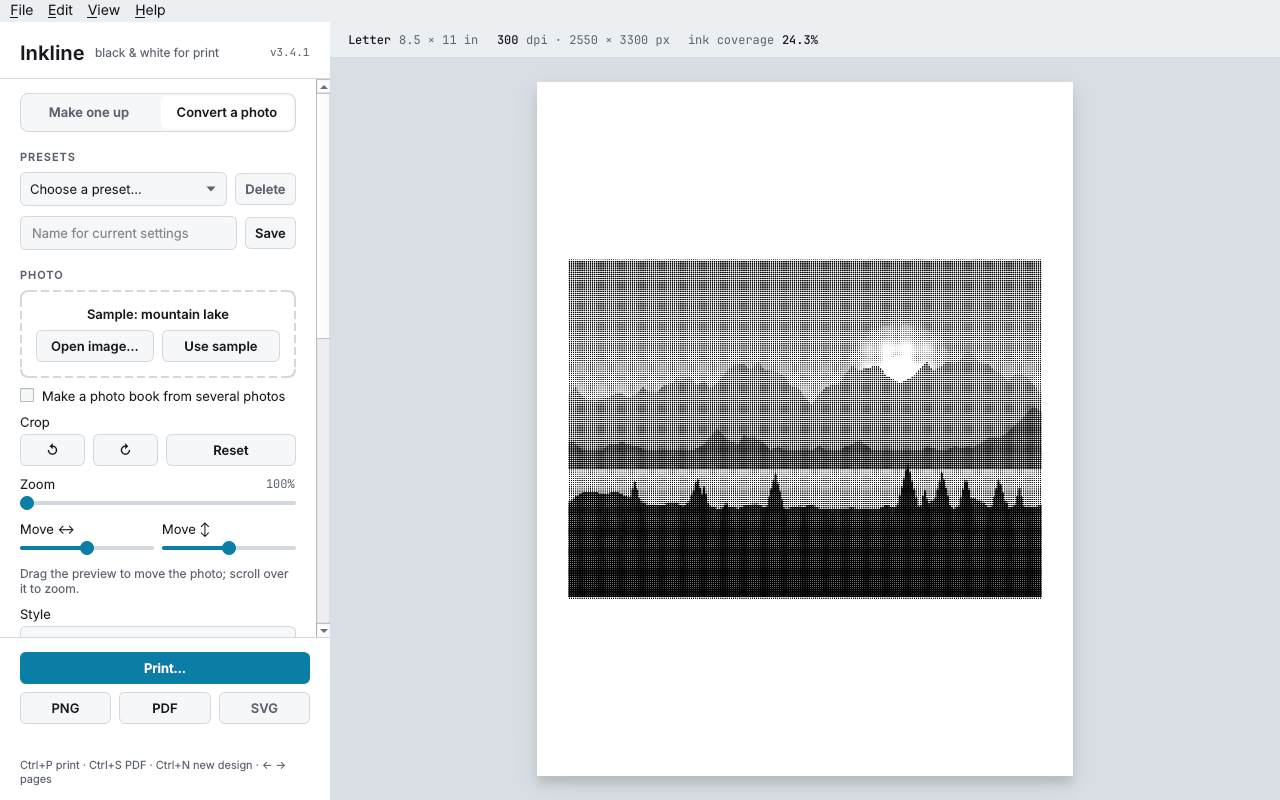 File Edit View Help
Inkline black & white for print v3.4.1
Letter 8.5 × 11 in 300 dpi · 2550 × 3300 px ink coverage 24.3%
Make one up Convert a photo
PRESETS
Choose a preset... Delete
Name for current settings Save
PHOTO
Sample: mountain lake
Open image... Use sample
Make a photo book from several photos
Crop
Reset
Zoom 100%
Move ↔ Move ↕
Drag the preview to move the photo; scroll over
it to zoom.
Style
Print...
PNG PDF SVG
Ctrl+P print · Ctrl+S PDF · Ctrl+N new design · ← →
pages